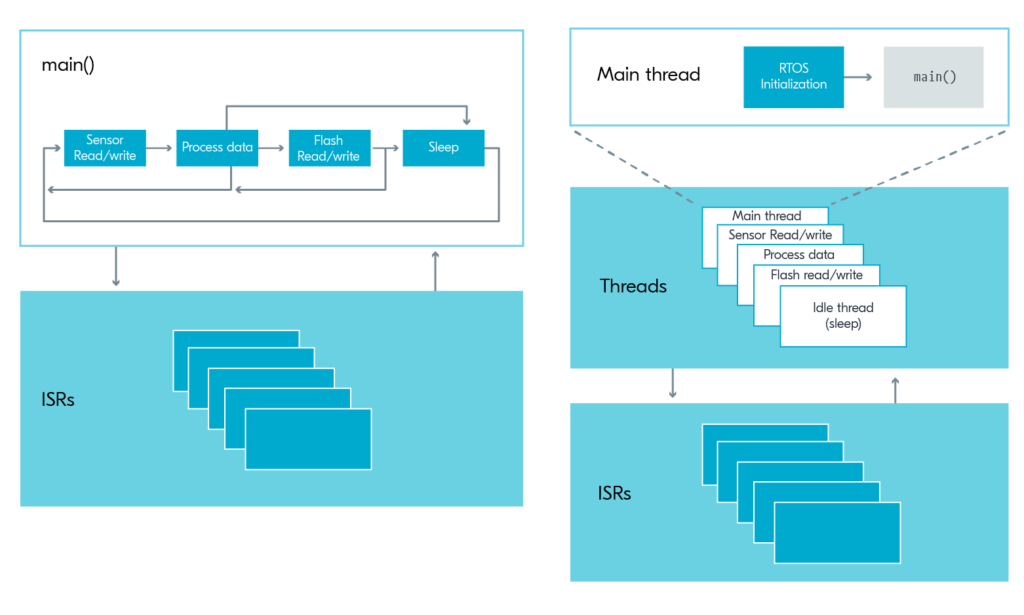 main()
Sensor
Read/write
Process data
Flash
Read/write
Sleep
ISRs
Main thread
RTOS
Initialization
main()
Threads
Main thread
Sensor Read/write
Process data
Flash read/write
Idle thread
(sleep)
ISRs